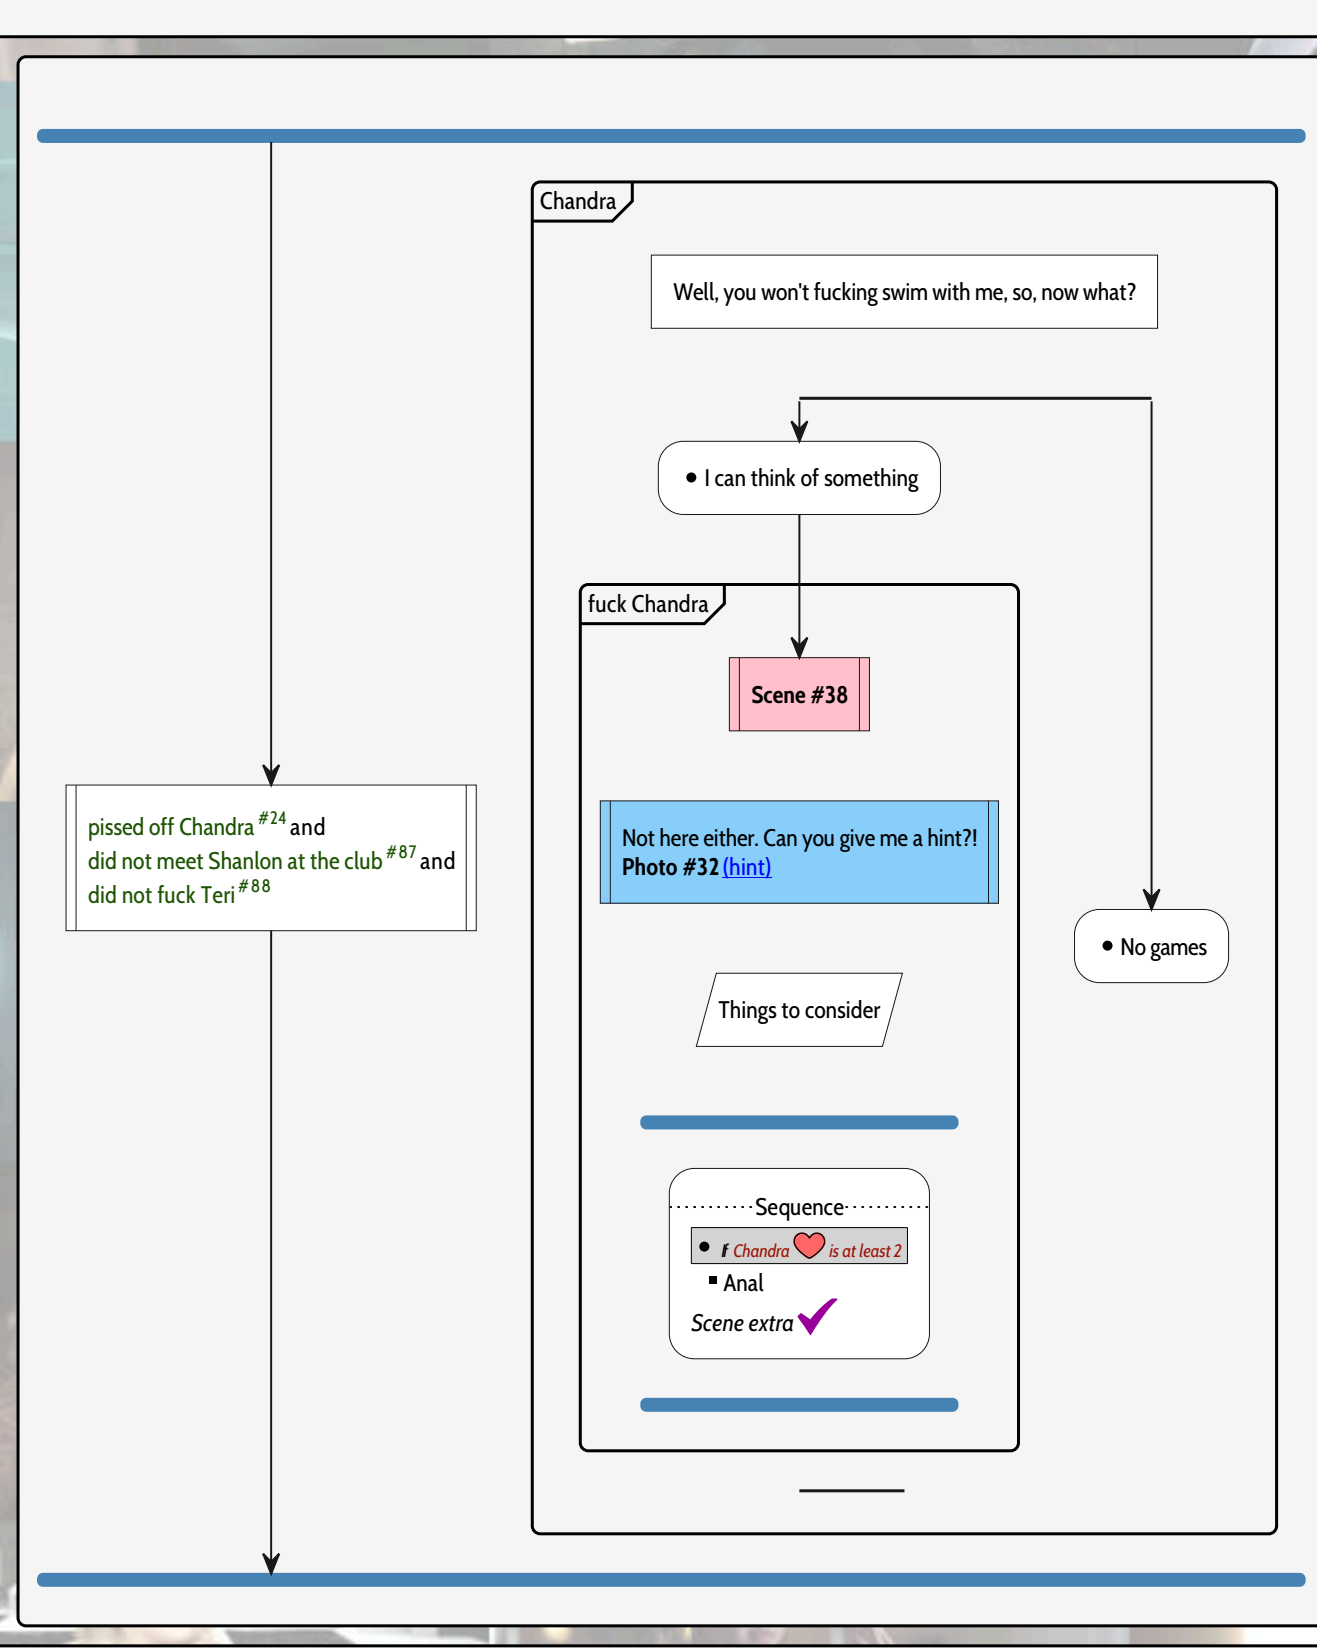 Chandra
Well, you won't fucking swim with me, so, now what?
• I can think of something
fuck Chandra
Scene #38
pissed off Chandra #24 and
did not meet Shanlon at the club #87 and
did not fuck Teri #88
Not here either. Can you give me a hint?!
Photo #32 (hint)
• No games
Things to consider
Sequence
• If Chandra is at least 2
▪ Anal
Scene extra